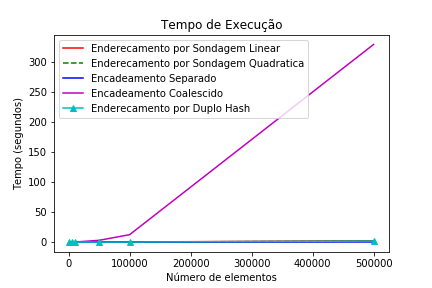 Tempo de Execução
Enderecamento por Sondagem Linear
Enderecamento por Sondagem Quadratica
Encadeamento Separado
Encadeamento Coalescido
Enderecamento por Duplo Hash
Tempo (segundos)
300
250
200
150
100
50
0
0 100000 200000 300000 400000 500000
Número de elementos